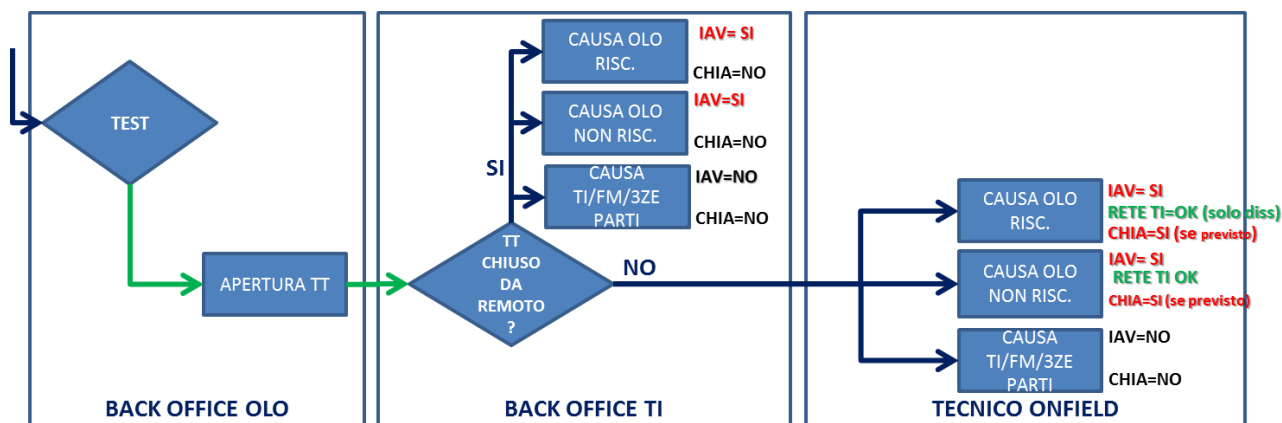 TEST
APERTURA TT
BACK OFFICE OLO
CAUSA OLO
RISC.
IAV= SI
CHIA=NO
CAUSA OLO
NON RISC.
IAV=SI
CHIA=NO
SI
CAUSA
TI/FM/3ZE
PARTI
IAV=NO
CHIA=NO
TT
CHIUSO
DA
REMOTO
?
NO
BACK OFFICE TI
CAUSA OLO
RISC.
IAV= SI
RETE TI=OK (solo diss)
CHIA=SI (se previsto)
CAUSA OLO
NON RISC.
IAV= SI
RETE TI OK
CHIA=SI (se previsto)
CAUSA
TI/FM/3ZE
PARTI
IAV=NO
CHIA=NO
TECNICO ONFIELD